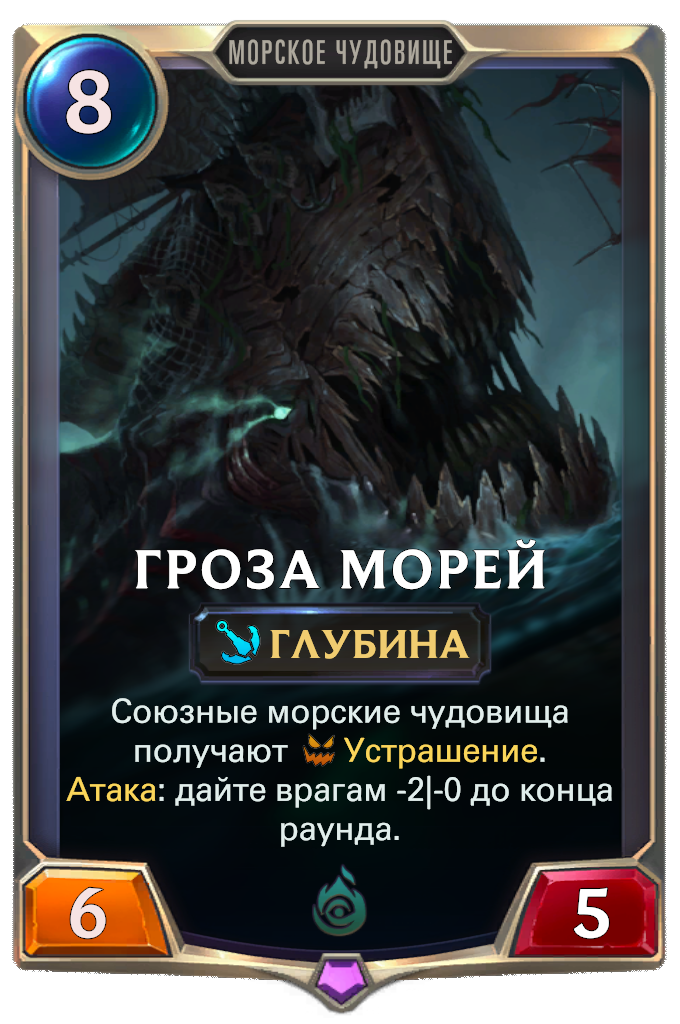 МОРСКОЕ ЧУДОВИЩЕ
8
ГРОЗА МОРЕЙ
ГЛУБИНА
Союзные морские чудовища
получают Устрашение.
Атака: дайте врагам -2|-0 до конца
раунда.
6
5